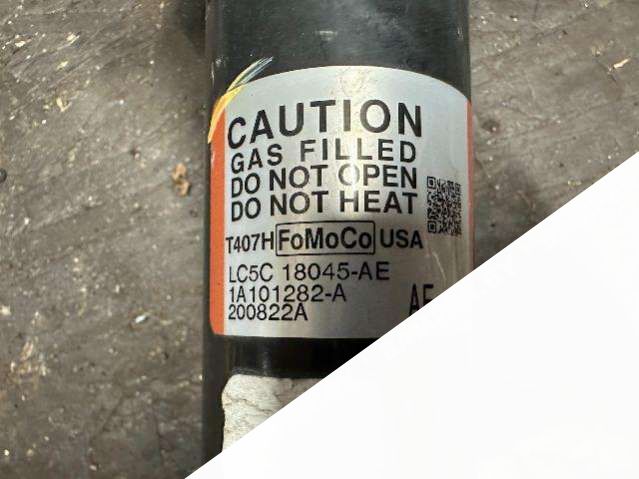 CAUTION
GAS FILLED
DO NOT OPEN
DO NOT HEAT
T407H FoMoCo USA
LC5C 18045-AE
1A101282-A
200822A